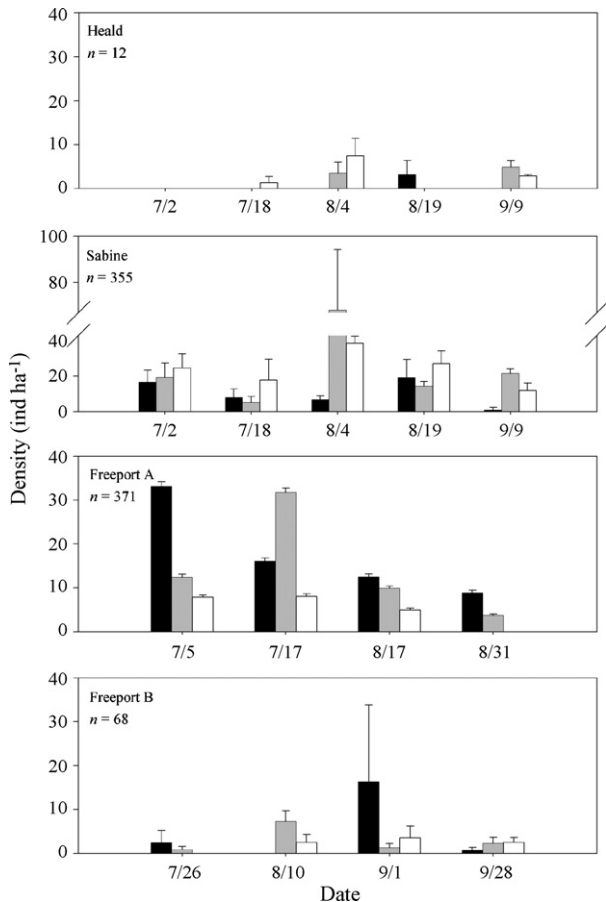 Density (ind ha⁻¹)
40
30
20
10
0
Heald
n = 12
7/2 7/18 8/4 8/19 9/9
100
80
40
20
0
Sabine
n = 355
7/2 7/18 8/4 8/19 9/9
40
30
20
10
0
Freeport A
n = 371
7/5 7/17 8/17 8/31
40
30
20
10
0
Freeport B
n = 68
7/26 8/10 9/1 9/28
Date